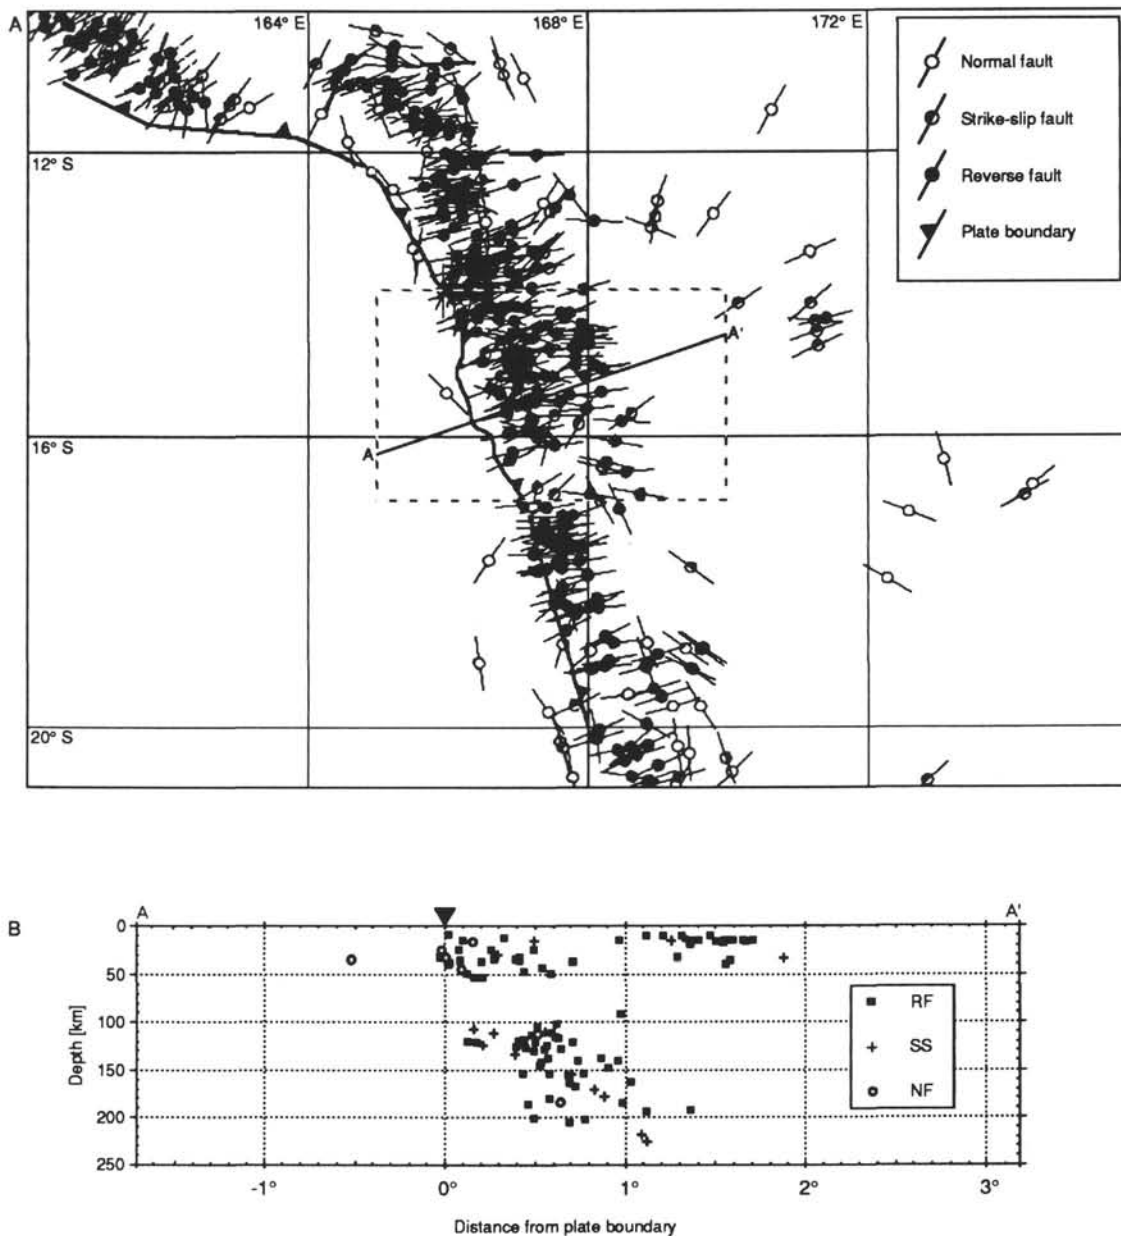 A
164° E
168° E
172° E
Normal fault
Strike-slip fault
Reverse fault
Plate boundary
12° S
A'
16° S
A
20° S
B
A
A'
0
50
100
150
200
250
Depth [km]
RF
SS
NF
-1°
0°
1°
2°
3°
Distance from plate boundary